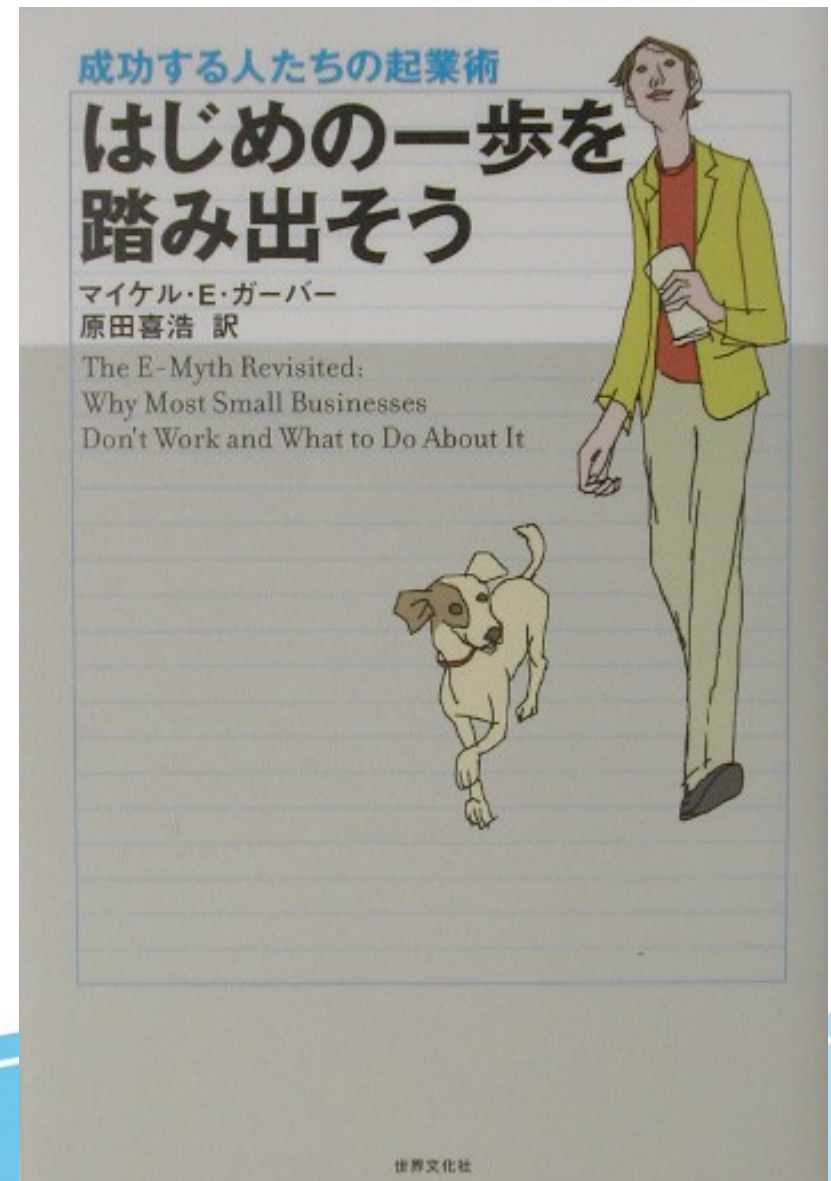 成功する人たちの起業術
はじめの一歩を
踏み出そう
マイケル・E・ガーバー
原田喜浩 訳
The E-Myth Revisited:
Why Most Small Businesses
Don't Work and What to Do About It
世界文化社